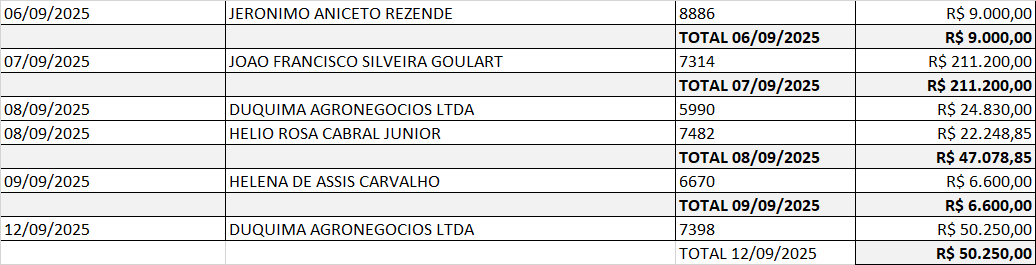 06/09/2025 JERONIMO ANICETO REZENDE 8886 R$ 9.000,00
TOTAL 06/09/2025 R$ 9.000,00
07/09/2025 JOAO FRANCISCO SILVEIRA GOULART 7314 R$ 211.200,00
TOTAL 07/09/2025 R$ 211.200,00
08/09/2025 DUQUIMA AGRONEGOCIOS LTDA 5990 R$ 24.830,00
08/09/2025 HELIO ROSA CABRAL JUNIOR 7482 R$ 22.248,85
TOTAL 08/09/2025 R$ 47.078,85
09/09/2025 HELENA DE ASSIS CARVALHO 6670 R$ 6.600,00
TOTAL 09/09/2025 R$ 6.600,00
12/09/2025 DUQUIMA AGRONEGOCIOS LTDA 7398 R$ 50.250,00
TOTAL 12/09/2025 R$ 50.250,00